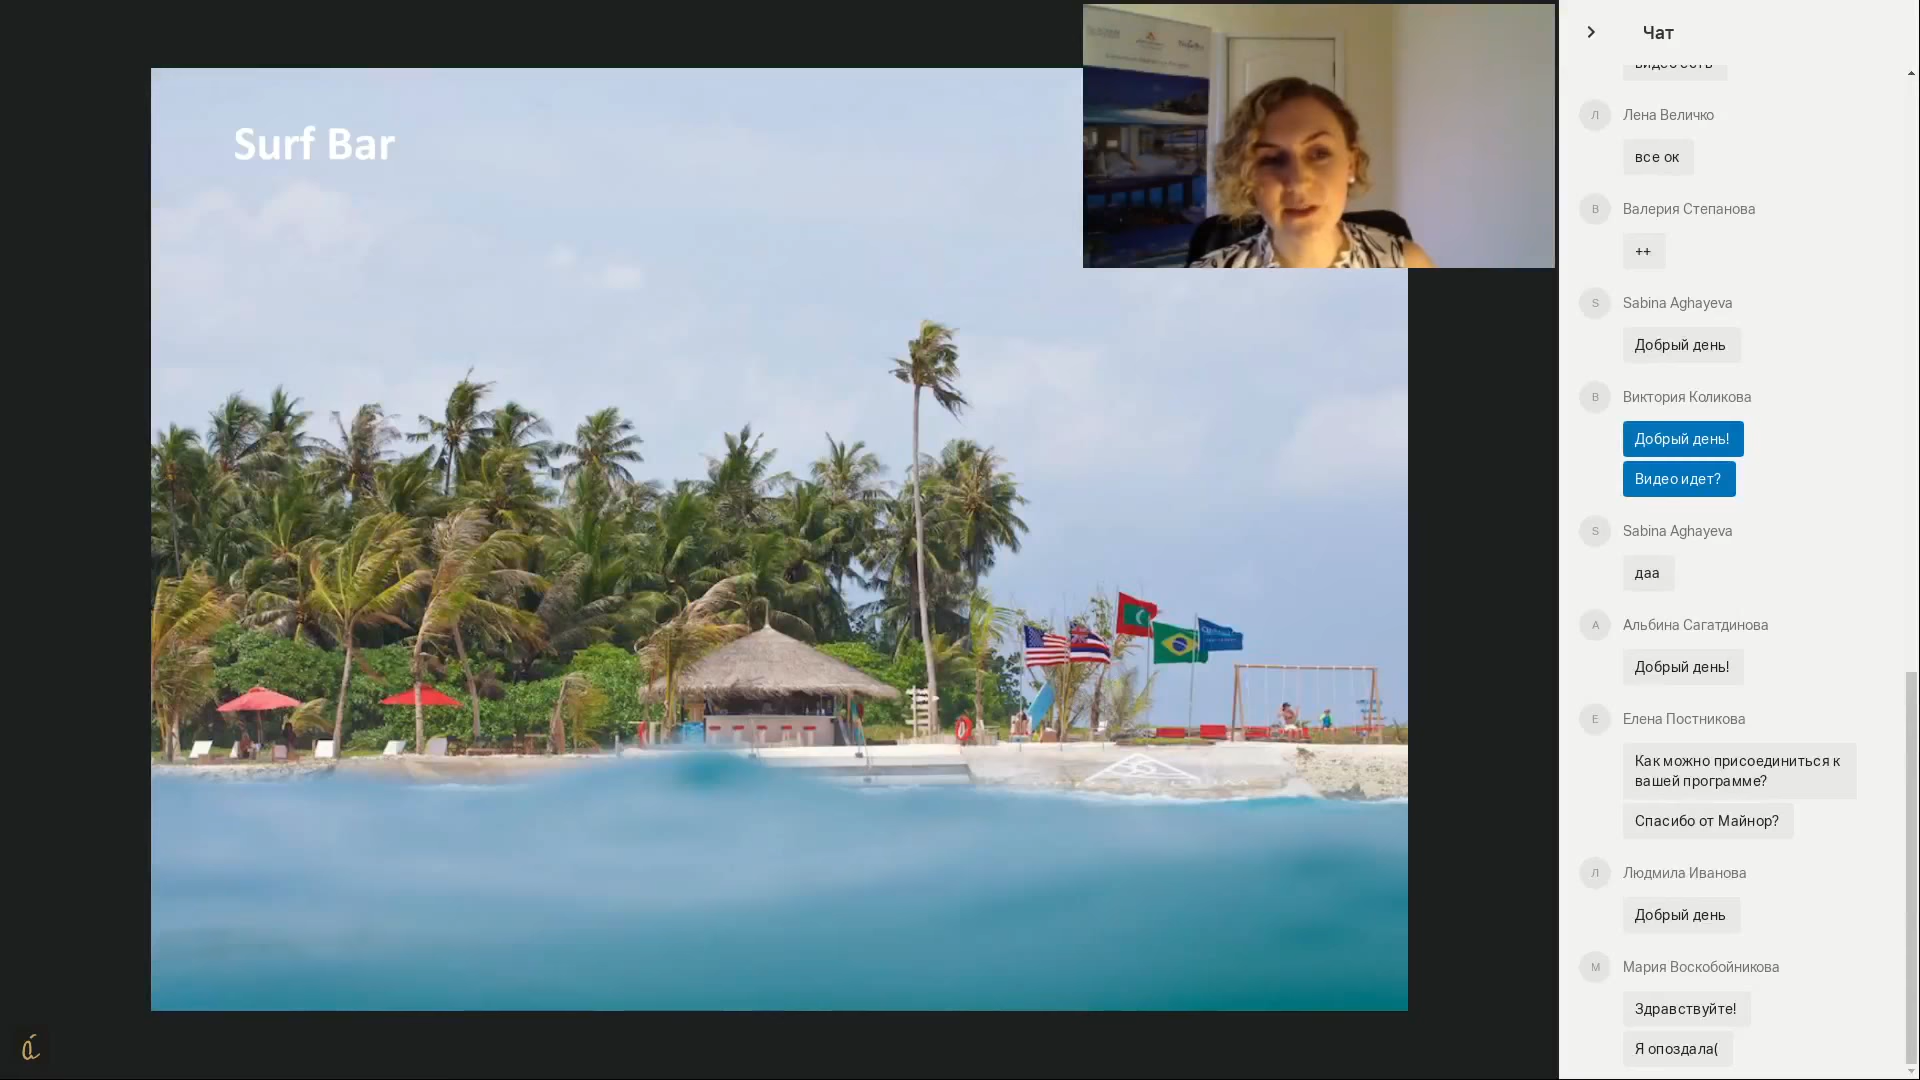 Surf Bar
Чат
видео есть
Л
Лена Величко
все ок
В
Валерия Степанова
++
S
Sabina Aghayeva
Добрый день
В
Виктория Коликова
Добрый день!
Видео идет?
S
Sabina Aghayeva
даа
А
Альбина Сагатдинова
Добрый день!
Е
Елена Постникова
Как можно присоединиться к
вашей программе?
Спасибо от Майнор?
Л
Людмила Иванова
Добрый день
М
Мария Воскобойникова
Здравствуйте!
Я опоздала(
á